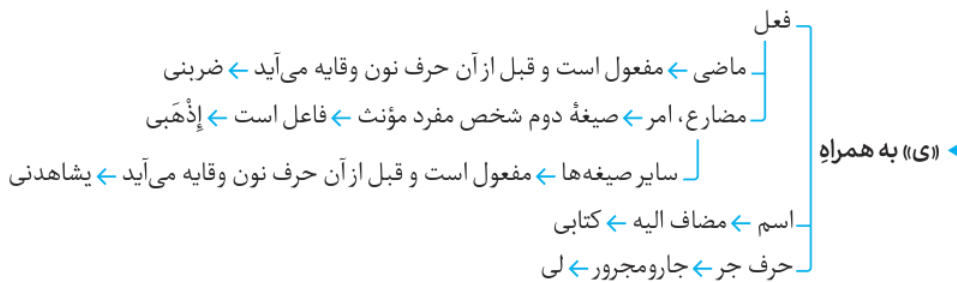 فعل
ماضی ← مفعول است و قبل از آن حرف نون وقایه می‌آید ← ضربنی
مضارع، امر ← صیغهٔ دوم شخص مفرد مؤنث ← فاعل است ← إِذْهَبی
«ی» به همراهِ
سایر صیغه‌ها ← مفعول است و قبل از آن حرف نون وقایه می‌آید ← یشاهدنی
اسم ← مضاف الیه ← کتابی
حرف جر ← جارومجرور ← لی